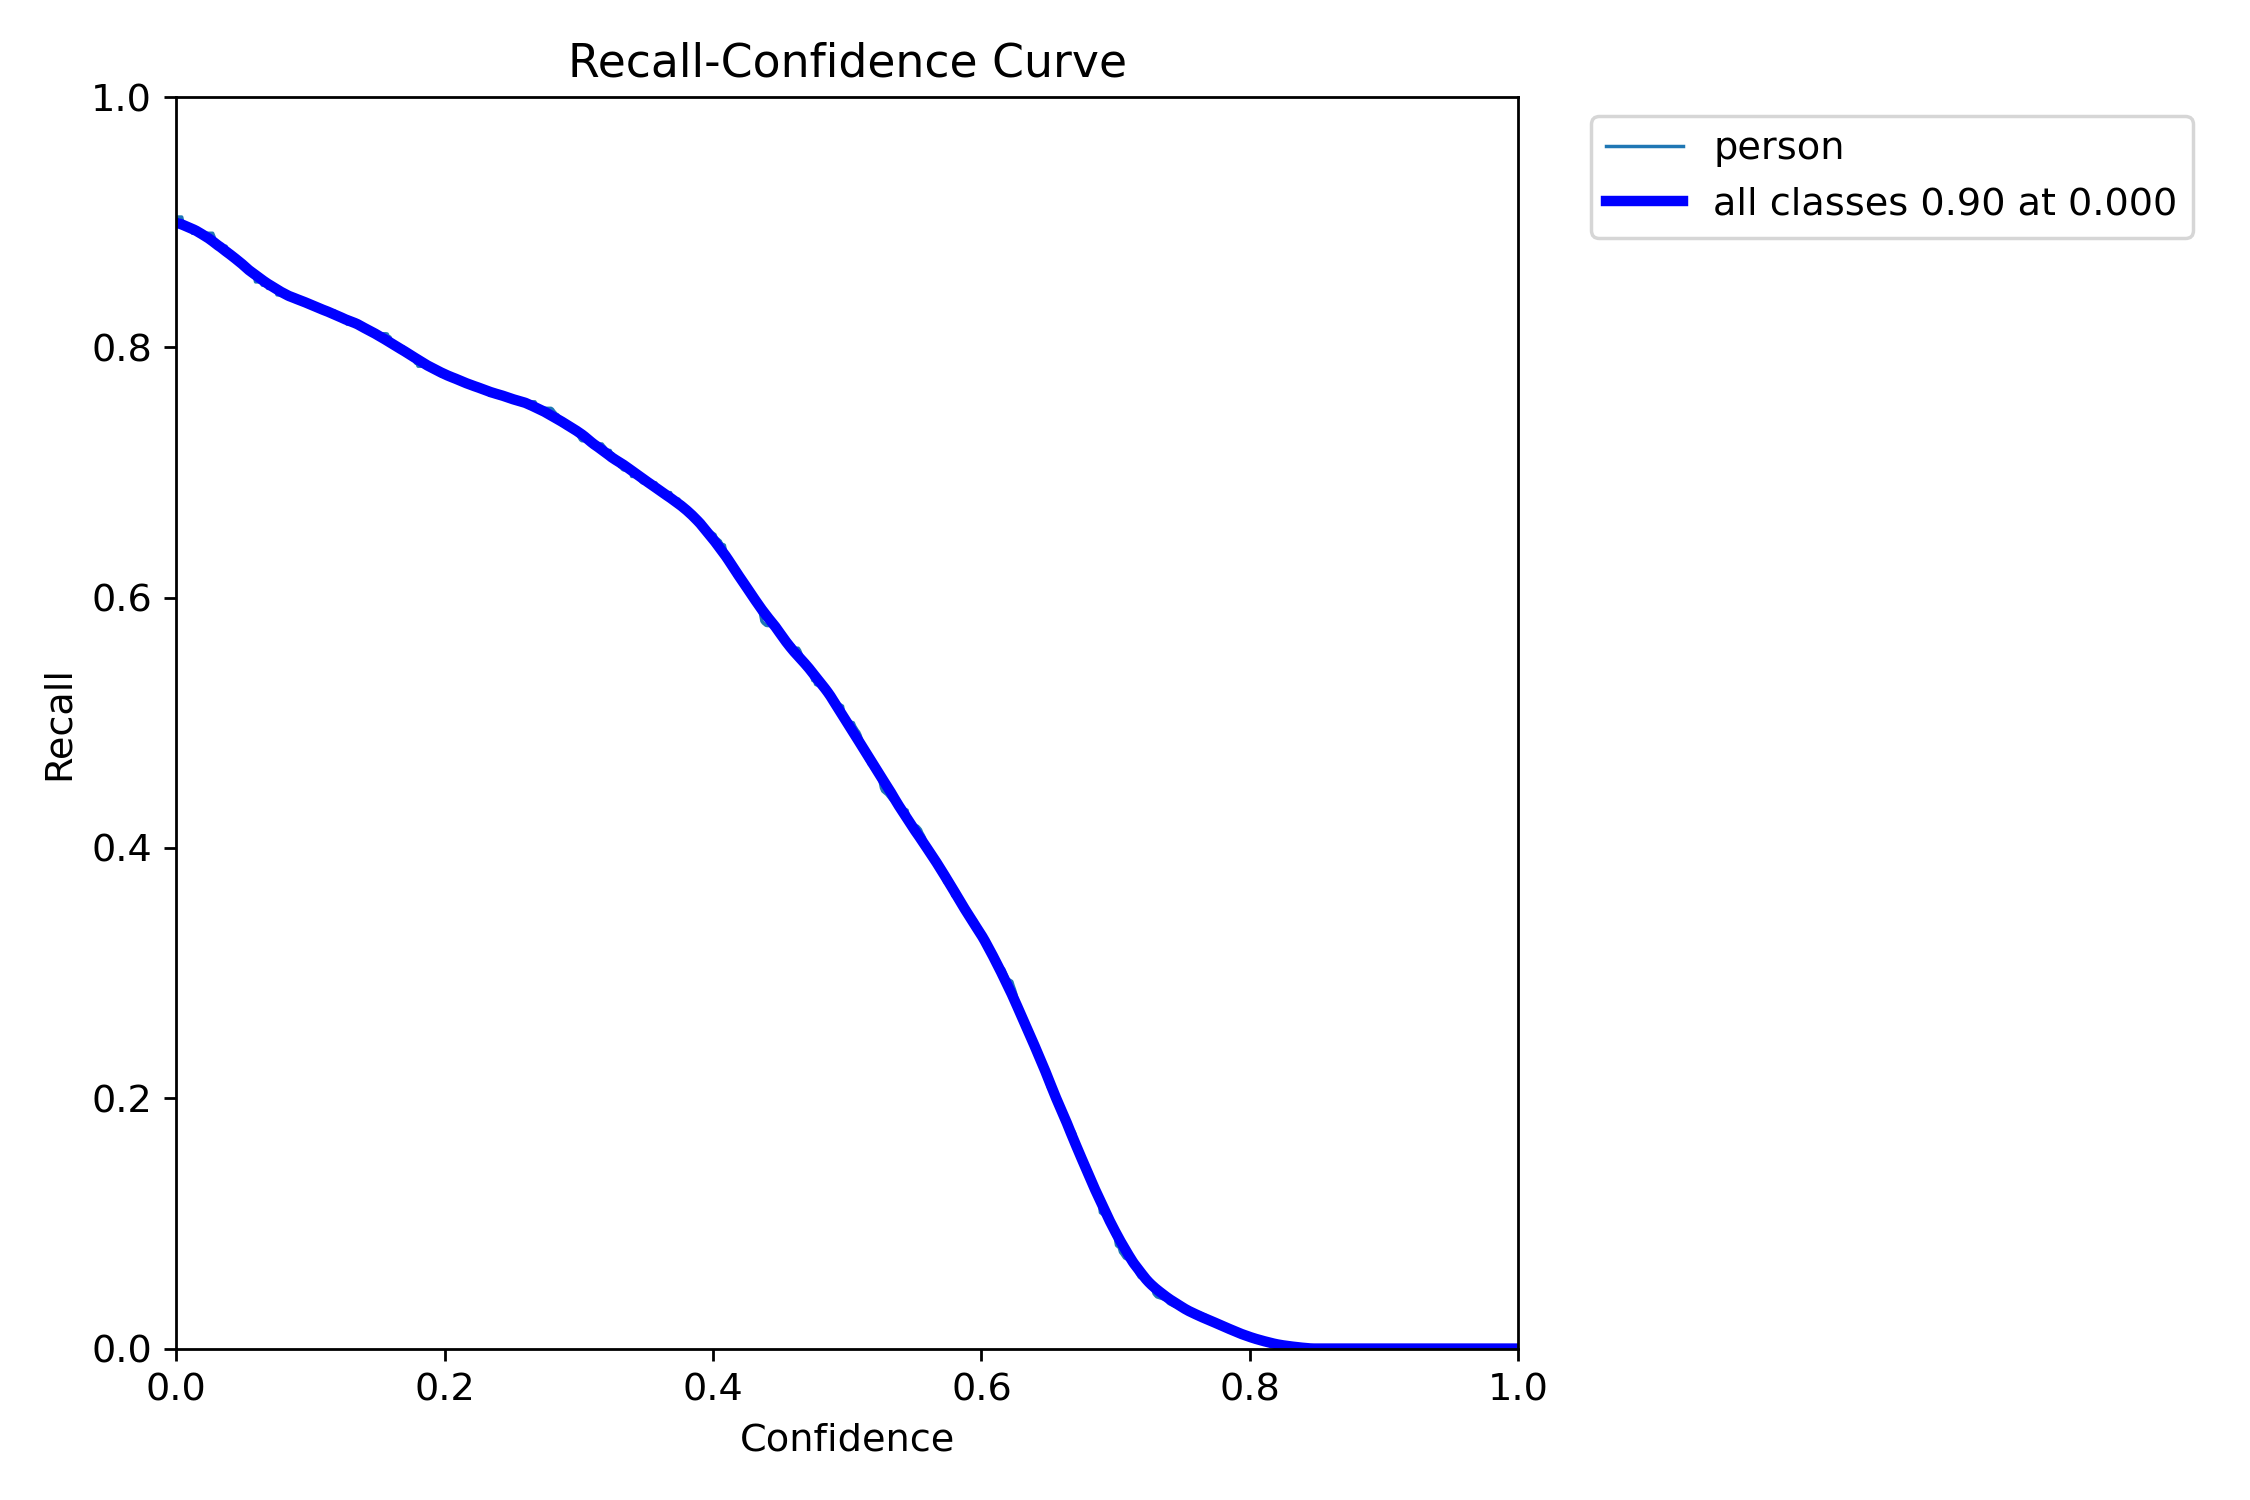 Recall-Confidence Curve
1.0
0.8
0.6
0.4
0.2
0.0
Recall
0.0 0.2 0.4 0.6 0.8 1.0
Confidence
person
all classes 0.90 at 0.000